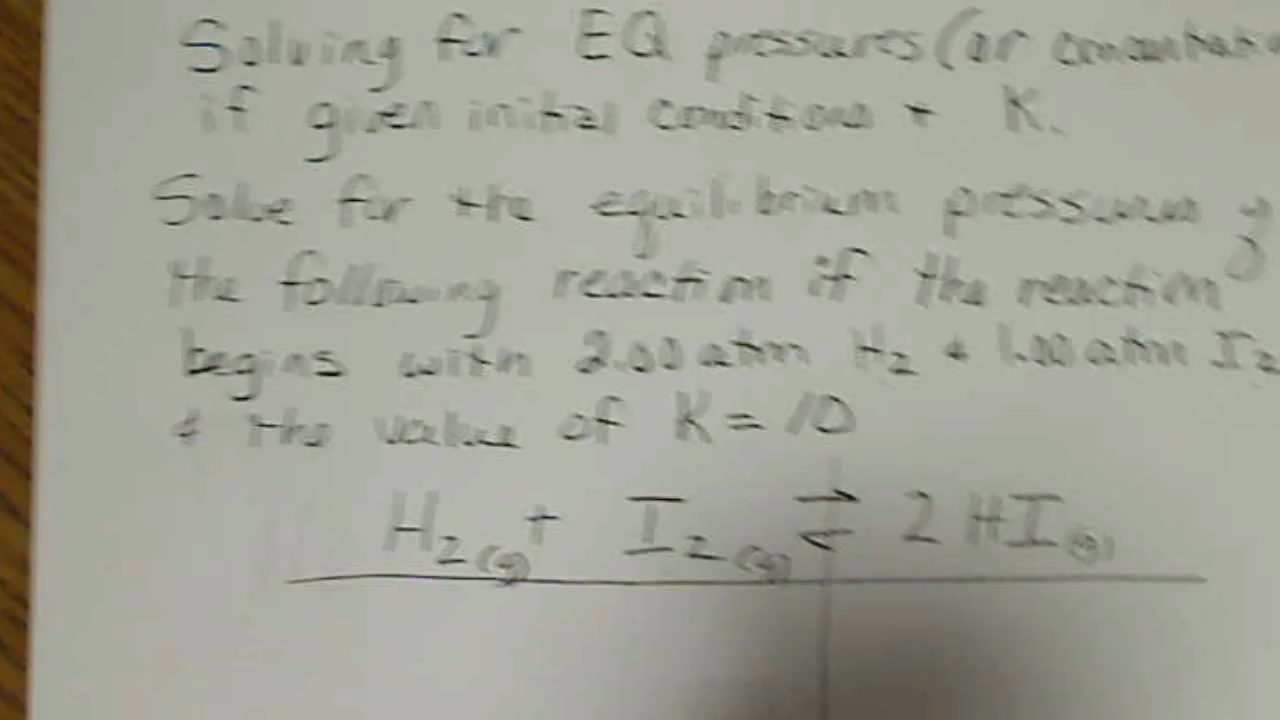 Solving for EQ pressures (or concentratio
if given initial conditions + K.
Solve for the equilibrium pressures of
the following reaction if the reaction
begins with 2.00 atm H₂ & 1.00 atm I₂
& the value of K = 10
H₂(g) + I₂(g) ⇌ 2 HI(g)